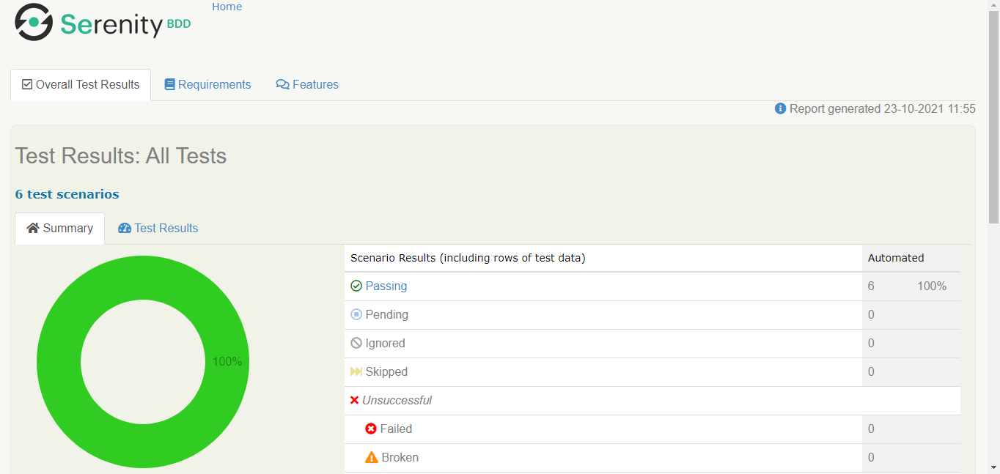 Home
Serenity BDD
Overall Test Results Requirements Features
Report generated 23-10-2021 11:55
Test Results: All Tests
6 test scenarios
Summary Test Results
Scenario Results (including rows of test data) Automated
Passing 6 100%
Pending 0
Ignored 0
100%
Skipped 0
Unsuccessful
Failed 0
Broken 0